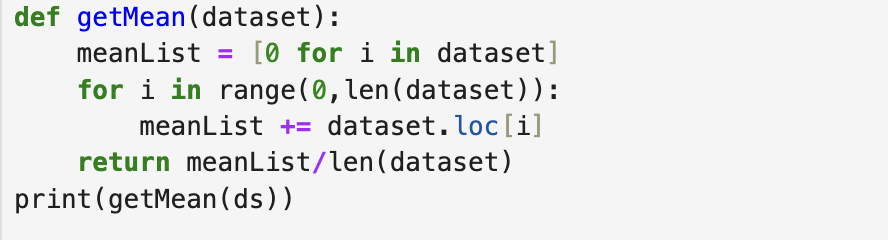 def getMean(dataset):
    meanList = [0 for i in dataset]
    for i in range(0,len(dataset)):
        meanList += dataset.loc[i]
    return meanList/len(dataset)
print(getMean(ds))